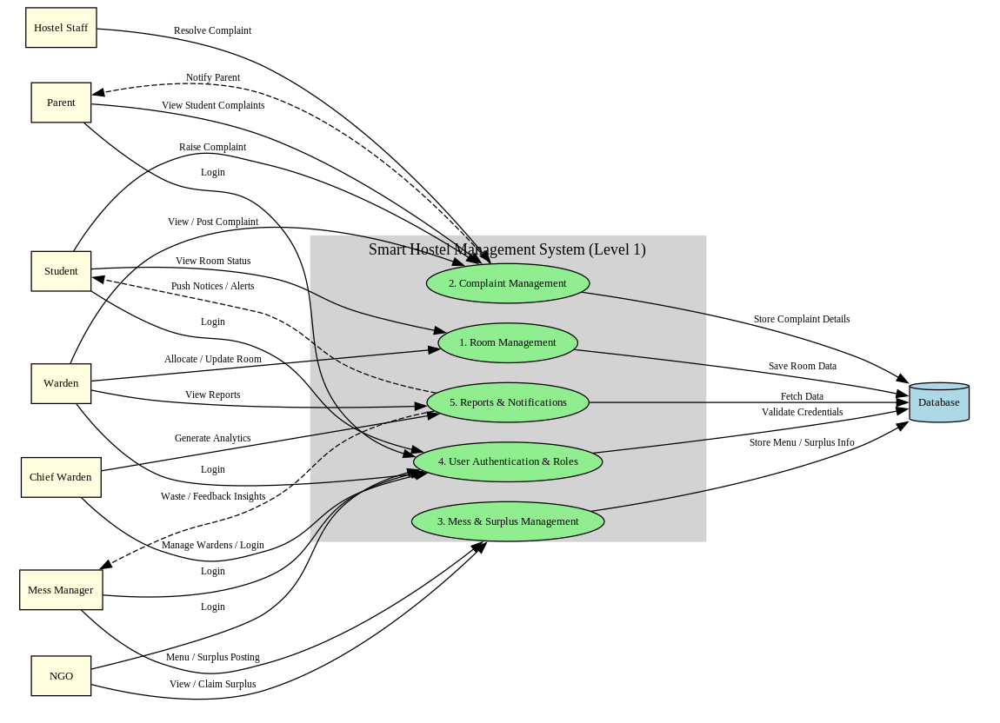 Hostel Staff
Resolve Complaint
Notify Parent
Parent
View Student Complaints
Raise Complaint
Login
View / Post Complaint
Smart Hostel Management System (Level 1)
View Room Status
Student
Push Notices / Alerts
2. Complaint Management
Login
Store Complaint Details
1. Room Management
Allocate / Update Room
Save Room Data
Warden
View Reports
Fetch Data
5. Reports & Notifications
Database
Validate Credentials
Generate Analytics
Store Menu / Surplus Info
4. User Authentication & Roles
Login
Chief Warden
Waste / Feedback Insights
3. Mess & Surplus Management
Manage Wardens / Login
Login
Mess Manager
Login
Menu / Surplus Posting
NGO
View / Claim Surplus